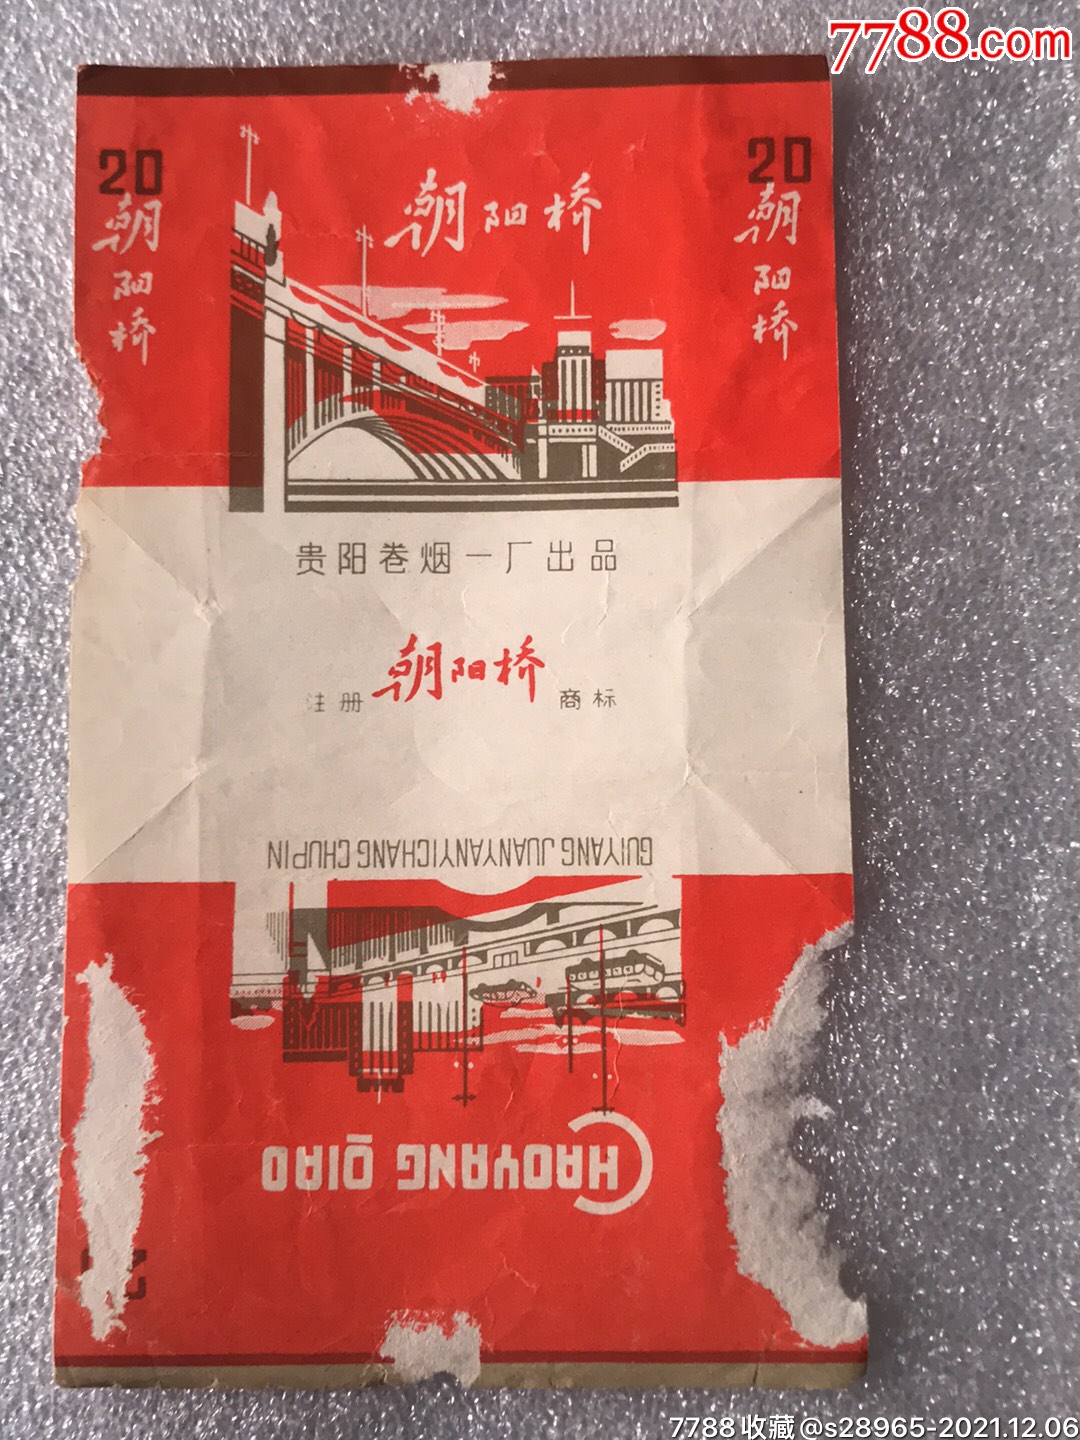 7788.com
20
朝阳桥
朝阳桥
20
朝阳桥
贵阳卷烟一厂出品
注册 朝阳桥 商标
GUIYANG JUANYANYICHANG CHUPIN
CHAOYANG QIAO
7788收藏@s28965-2021.12.06